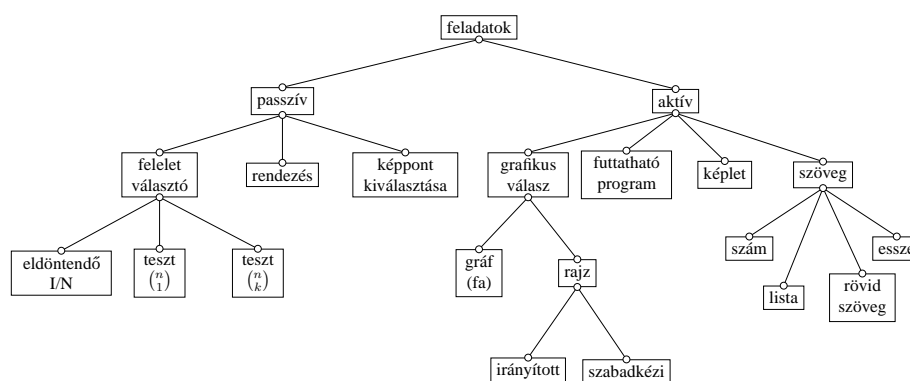 feladatok
passzív
aktív
felelet
választó
rendezés
képpont
kiválasztása
grafikus
válasz
futtatható
program
képlet
szöveg
eldöntendő
I/N
teszt
(n 1)
teszt
(n k)
gráf
(fa)
rajz
szám
lista
rövid
szöveg
essze
irányított
szabadkézi